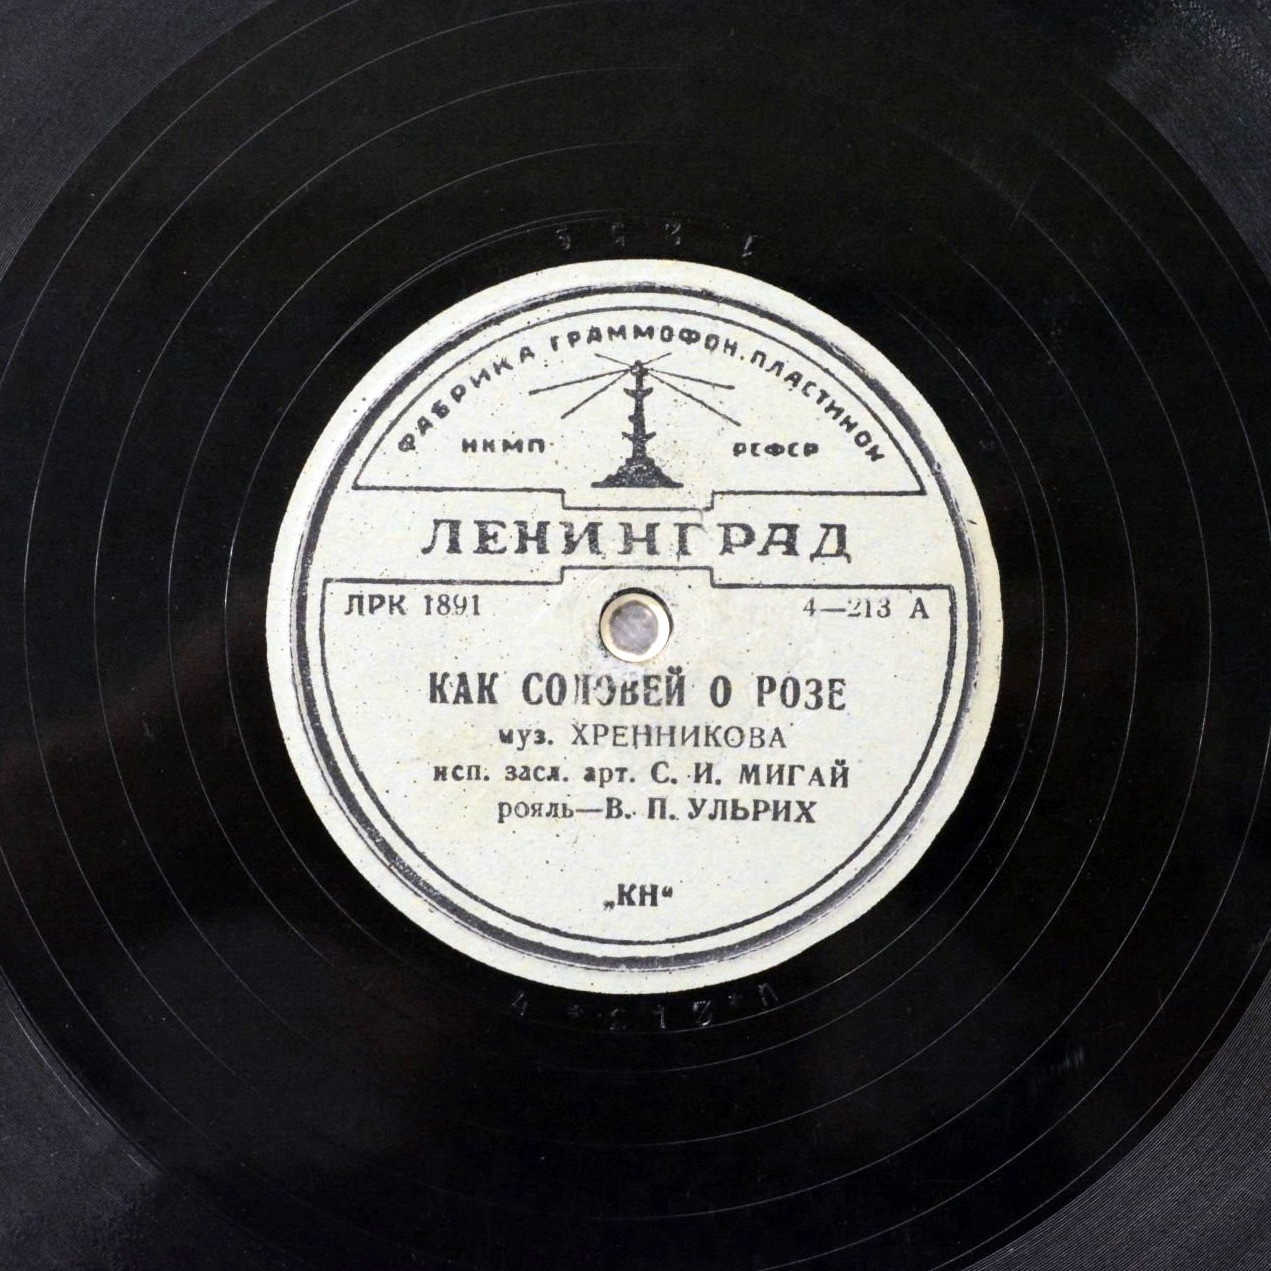 ФАБРИКА ГРАММОФОН. ПЛАСТИНОК
НКМП РСФСР
ЛЕНИНГРАД
ЛРК 1891 4—213 А
КАК СОЛОВЕЙ О РОЗЕ
муз. ХРЕННИКОВА
исп. засл. арт. С. И. МИГАЙ
рояль—В. П. УЛЬРИХ
„КН“